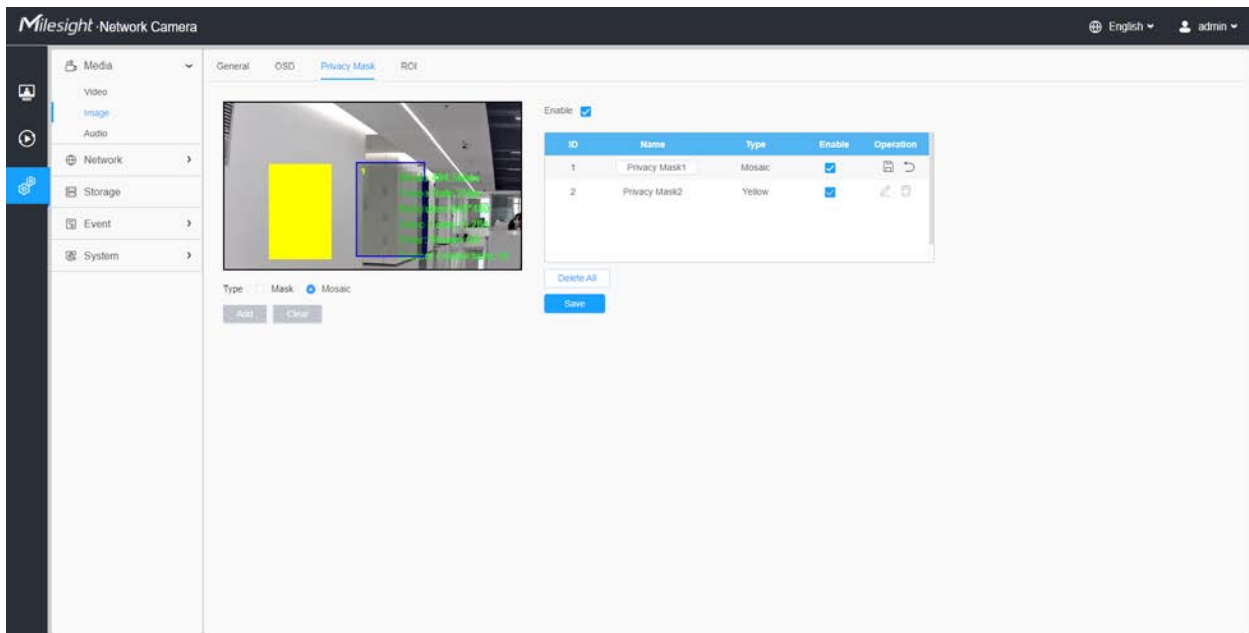 Milesight · Network Camera
English
admin
Media
Video
Image
Audio
Network
Storage
Event
System
General OSD Privacy Mask ROI
1
Type Mask Mosaic
Add Clear
Enable
ID Name Type Enable Operation
1 Privacy Mask1 Mosaic
2 Privacy Mask2 Yellow
Delete All
Save